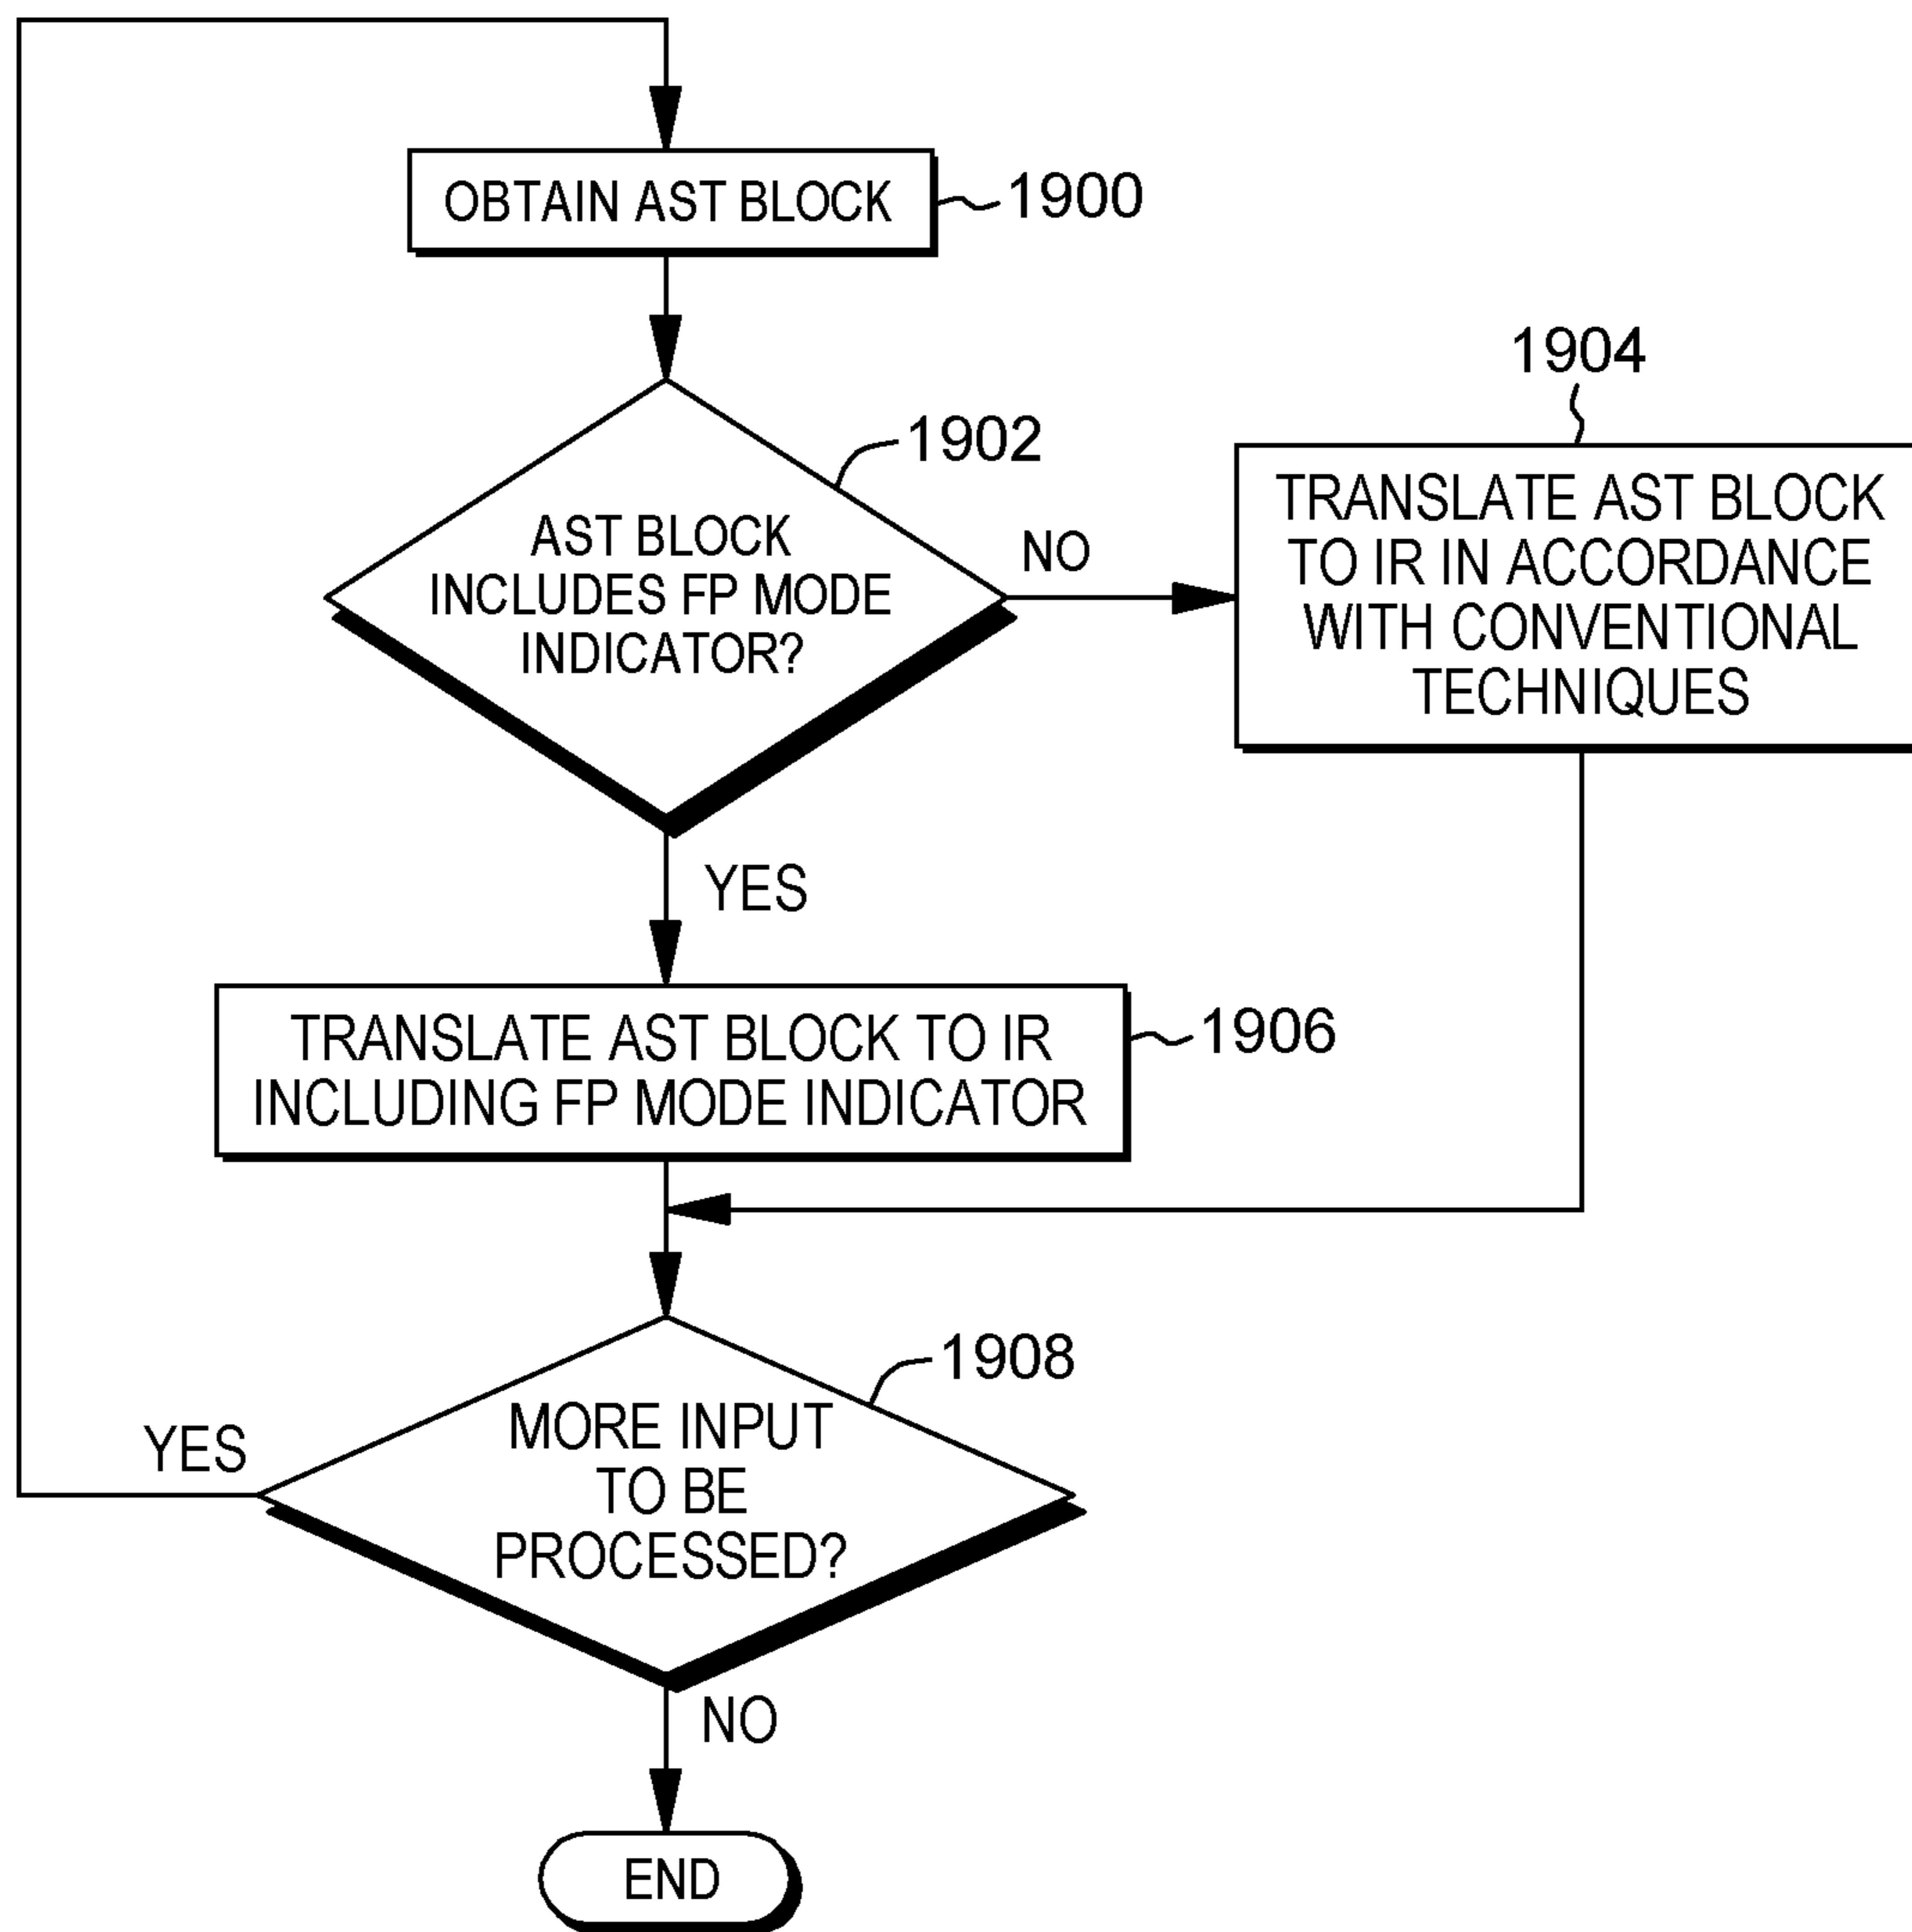 OBTAIN AST BLOCK
1900
1902
AST BLOCK
INCLUDES FP MODE
INDICATOR?
NO
1904
TRANSLATE AST BLOCK
TO IR IN ACCORDANCE
WITH CONVENTIONAL
TECHNIQUES
YES
TRANSLATE AST BLOCK TO IR
INCLUDING FP MODE INDICATOR
1906
1908
MORE INPUT
TO BE
PROCESSED?
YES
NO
END